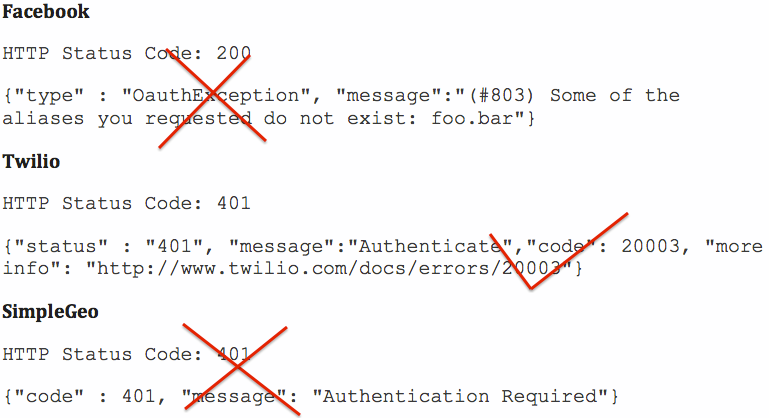 Facebook
HTTP Status Code: 200
{"type" : "OauthException", "message":"(#803) Some of the
aliases you requested do not exist: foo.bar"}
Twilio
HTTP Status Code: 401
{"status" : "401", "message":"Authenticate","code": 20003, "more
info": "http://www.twilio.com/docs/errors/20003"}
SimpleGeo
HTTP Status Code: 401
{"code" : 401, "message": "Authentication Required"}